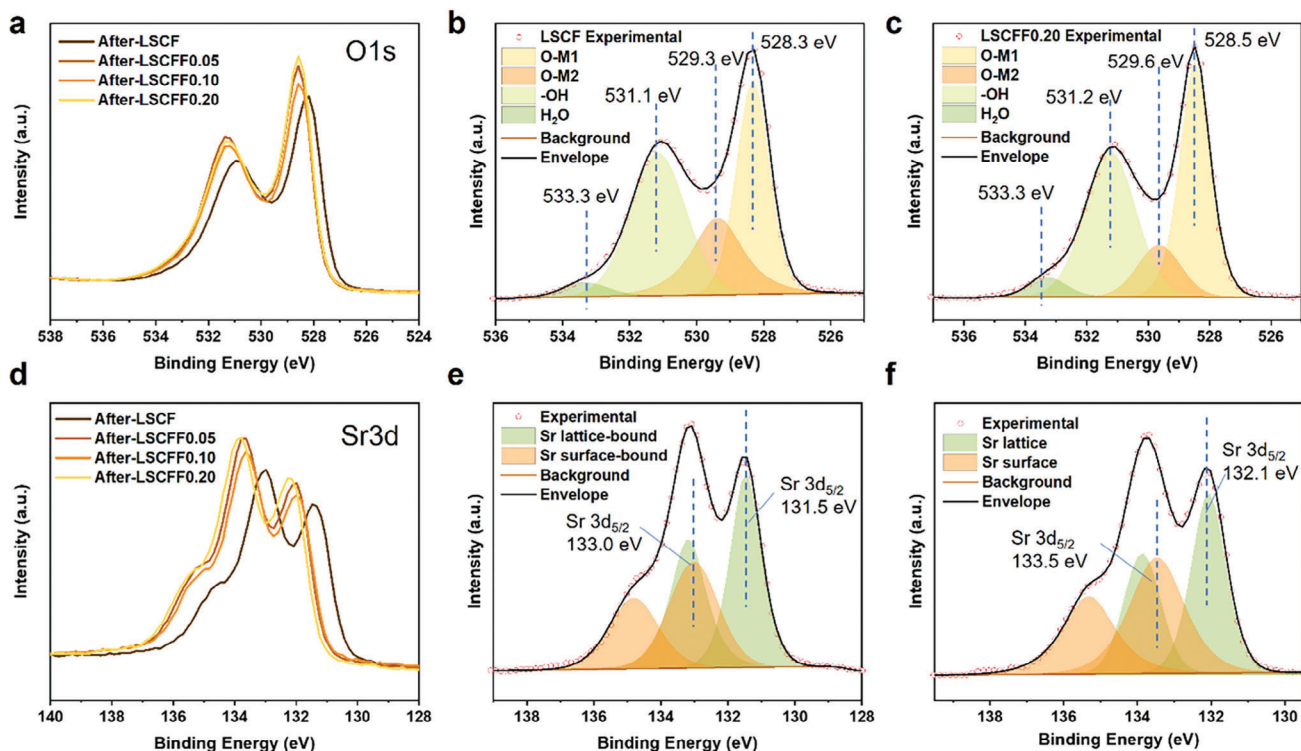 a
After-LSCF
After-LSCFF0.05
After-LSCFF0.10
After-LSCFF0.20
O1s
Intensity (a.u.)
538 536 534 532 530 528 526 524
Binding Energy (eV)
b
LSCF Experimental
O-M1
O-M2
-OH
H₂O
Background
Envelope
528.3 eV
529.3 eV
531.1 eV
533.3 eV
Intensity (a.u.)
536 534 532 530 528 526
Binding Energy (eV)
c
LSCFF0.20 Experimental
O-M1
O-M2
-OH
H₂O
Background
Envelope
528.5 eV
529.6 eV
531.2 eV
533.3 eV
Intensity (a.u.)
536 534 532 530 528 526
Binding Energy (eV)
d
After-LSCF
After-LSCFF0.05
After-LSCFF0.10
After-LSCFF0.20
Sr3d
Intensity (a.u.)
140 138 136 134 132 130 128
Binding Energy (eV)
e
Experimental
Sr lattice-bound
Sr surface-bound
Background
Envelope
Sr 3d₅/₂
131.5 eV
Sr 3d₅/₂
133.0 eV
Intensity (a.u.)
138 136 134 132 130 128
Binding Energy (eV)
f
Experimental
Sr lattice
Sr surface
Background
Envelope
Sr 3d₅/₂
132.1 eV
Sr 3d₅/₂
133.5 eV
Intensity (a.u.)
138 136 134 132 130
Binding Energy (eV)